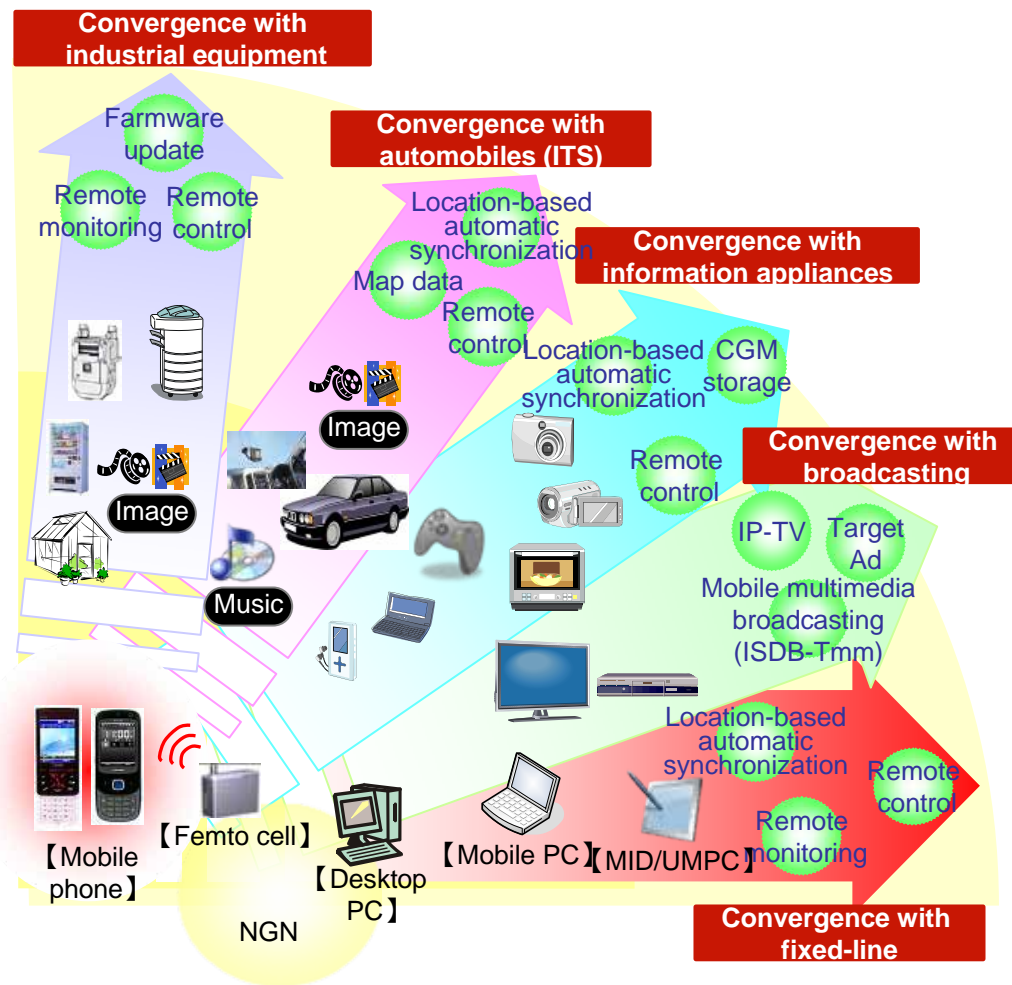 Convergence with
industrial equipment
Farmware
update
Remote
monitoring
Remote
control
Image
Convergence with
automobiles (ITS)
Location-based
automatic
synchronization
Map data
Remote
control
Image
Music
Convergence with
information appliances
Location-based
automatic
synchronization
CGM
storage
Remote
control
Convergence with
broadcasting
IP-TV
Target
Ad
Mobile multimedia
broadcasting
(ISDB-Tmm)
Location-based
automatic
synchronization
Remote
control
Remote
monitoring
【Mobile
phone】
【Femto cell】
【Desktop
PC】
【Mobile PC】
【MID/UMPC】
NGN
Convergence with
fixed-line